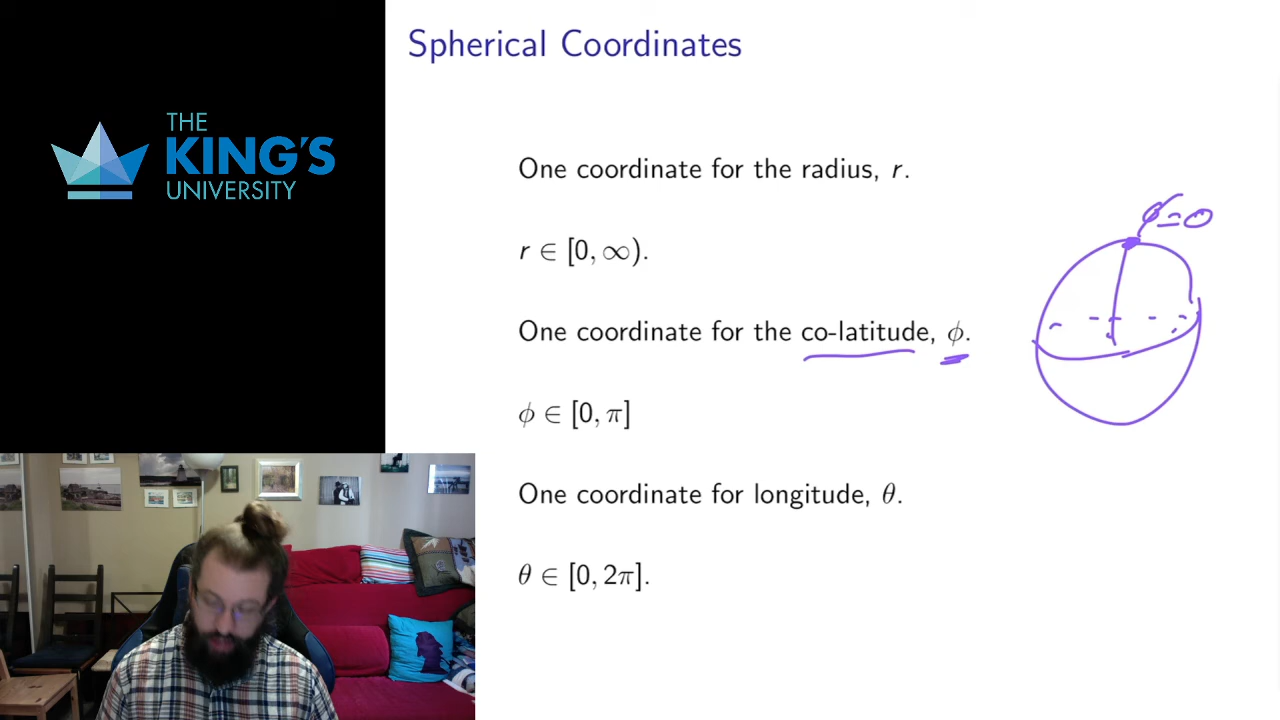 THE
KING'S
UNIVERSITY
Spherical Coordinates
One coordinate for the radius, r.
r ∈ [0, ∞).
One coordinate for the co-latitude, ϕ.
ϕ ∈ [0, π]
One coordinate for longitude, θ.
θ ∈ [0, 2π].
ϕ=0